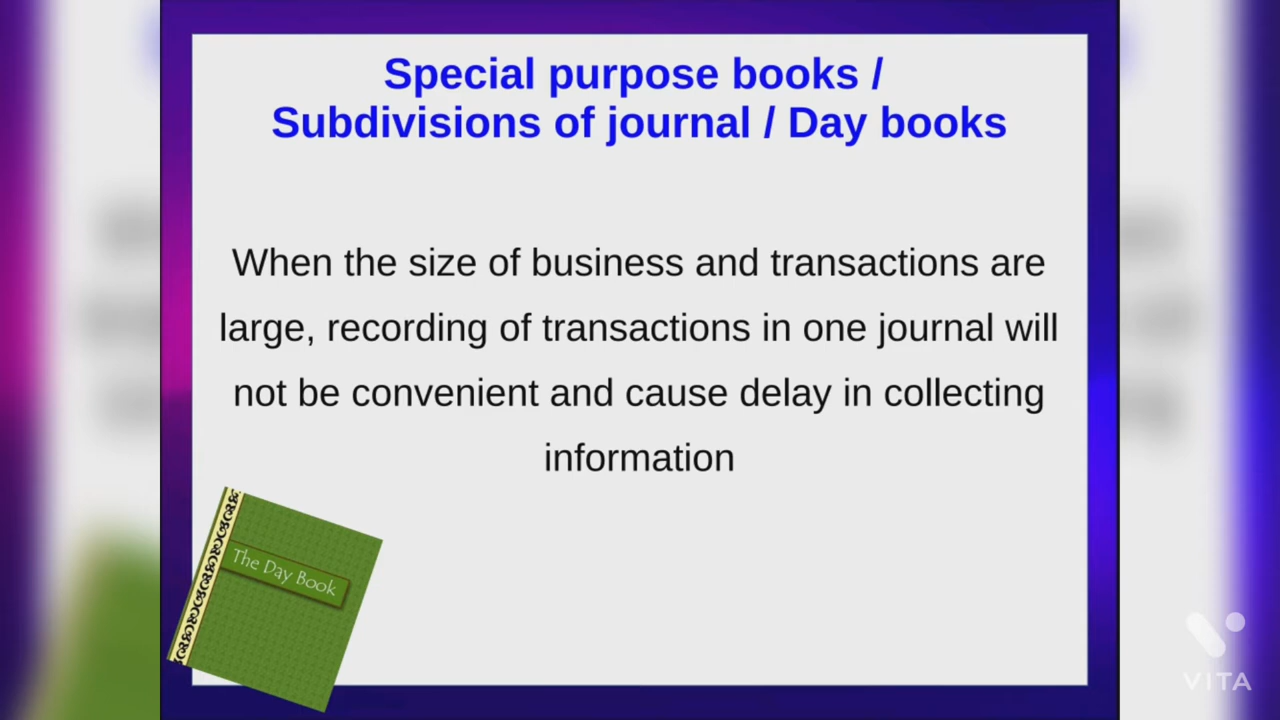 Special purpose books /
Subdivisions of journal / Day books
When the size of business and transactions are
large, recording of transactions in one journal will
not be convenient and cause delay in collecting
information
The Day Book
VITA